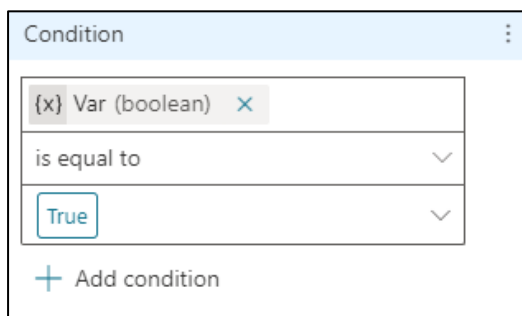 Condition
{x} Var (boolean)
is equal to
True
Add condition